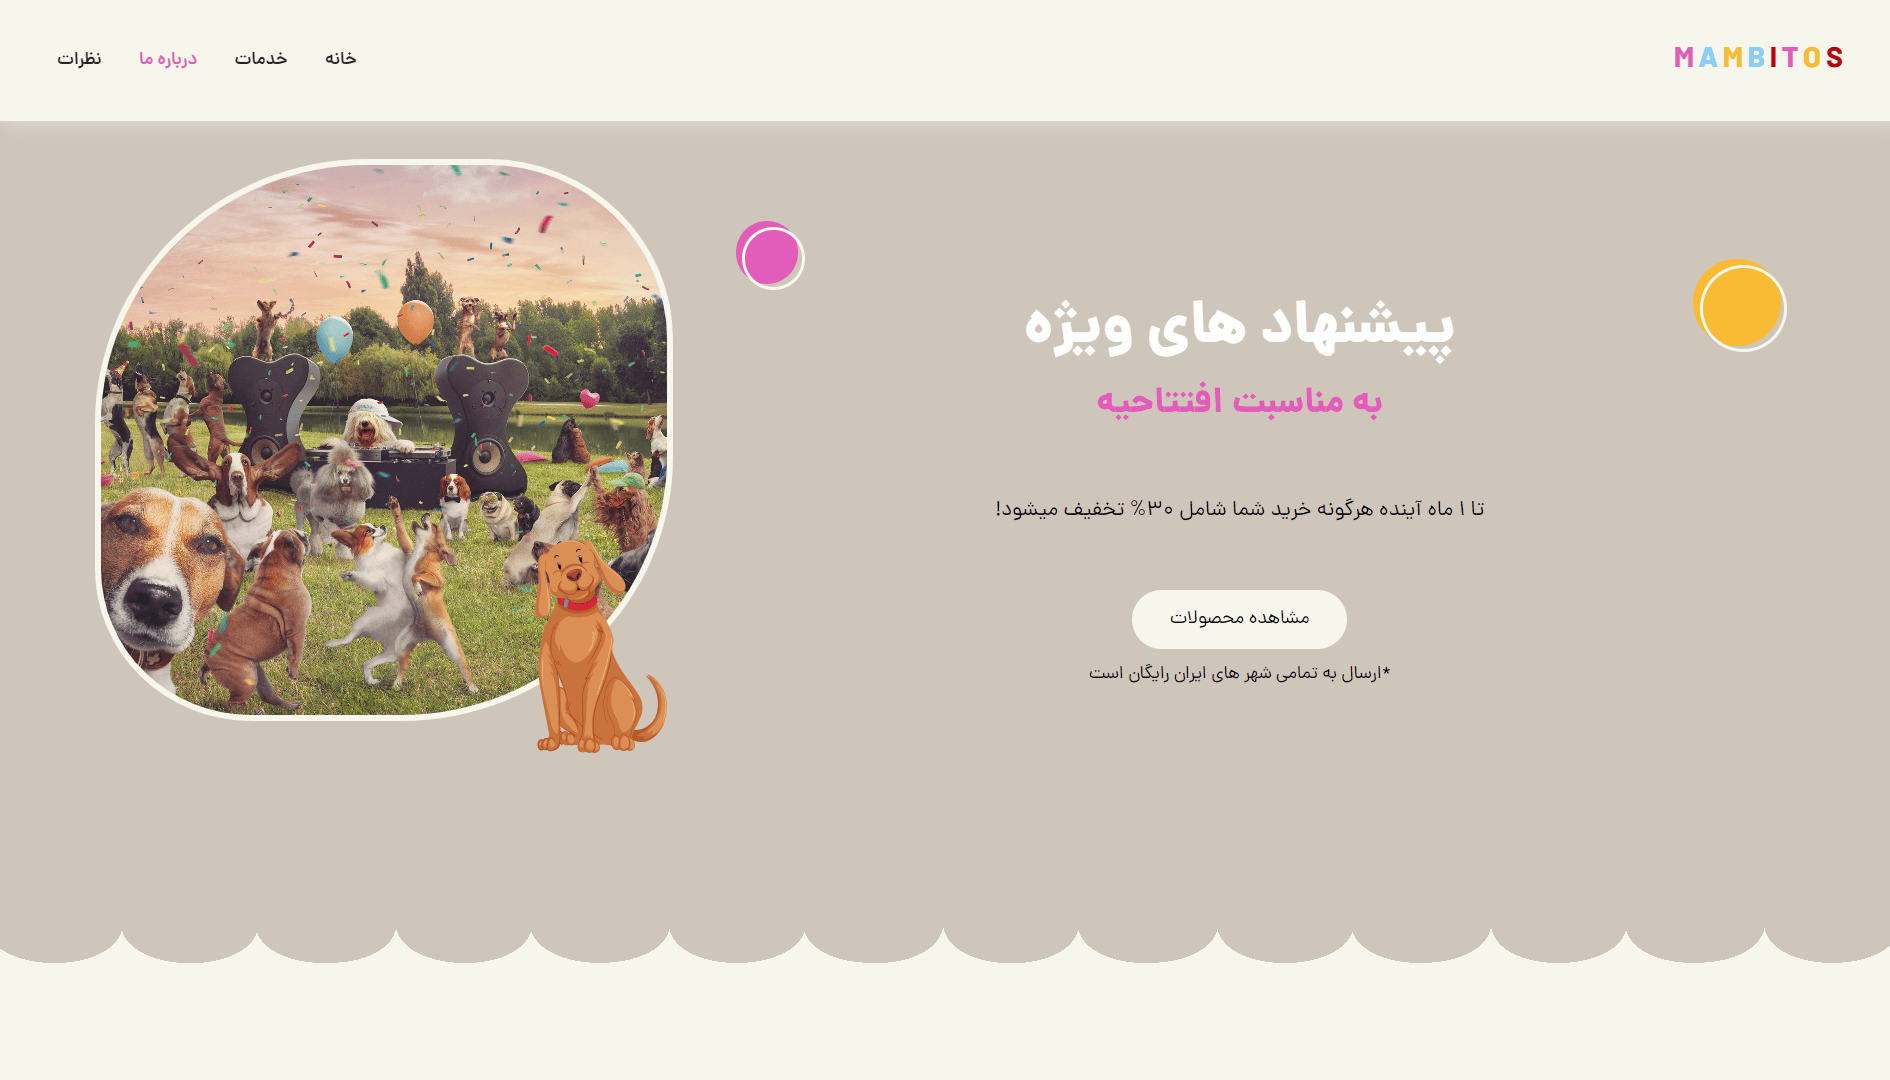 MAMBITOS
خانه
خدمات
درباره ما
نظرات
پیشنهاد های ویژه
به مناسبت افتتاحیه
تا ۱ ماه آینده هرگونه خرید شما شامل ۳۰% تخفیف میشود!
مشاهده محصولات
*ارسال به تمامی شهر های ایران رایگان است